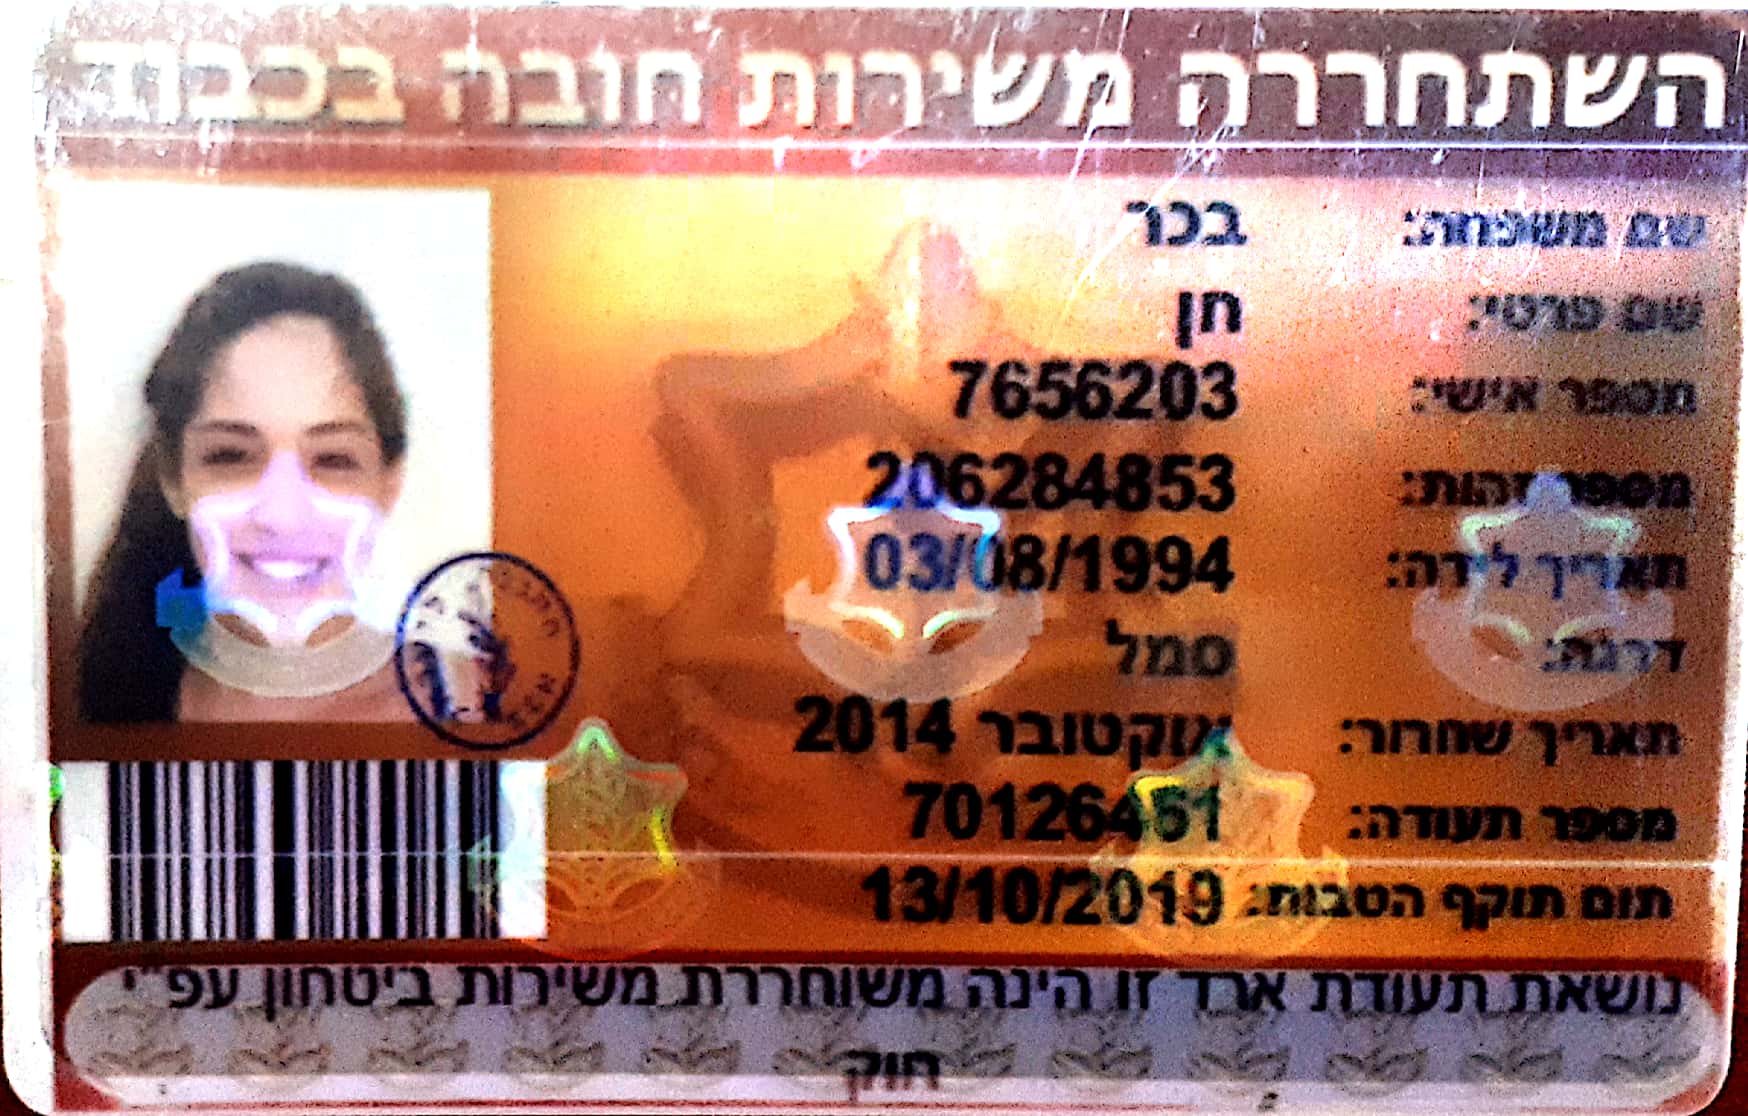 השתחררה משירות חובה בכבוד
שם משפחה: בכר
שם פרטי: חן
מספר אישי: 7656203
מספר זהות: 206284853
תאריך לידה: 03/08/1994
דרגה: סמל
תאריך שחרור: אוקטובר 2014
מספר תעודה: 70126461
תום תוקף הטבות: 13/10/2019
נושאת תעודת ארד זו הינה משוחררת משירות ביטחון עפ"י
חוק